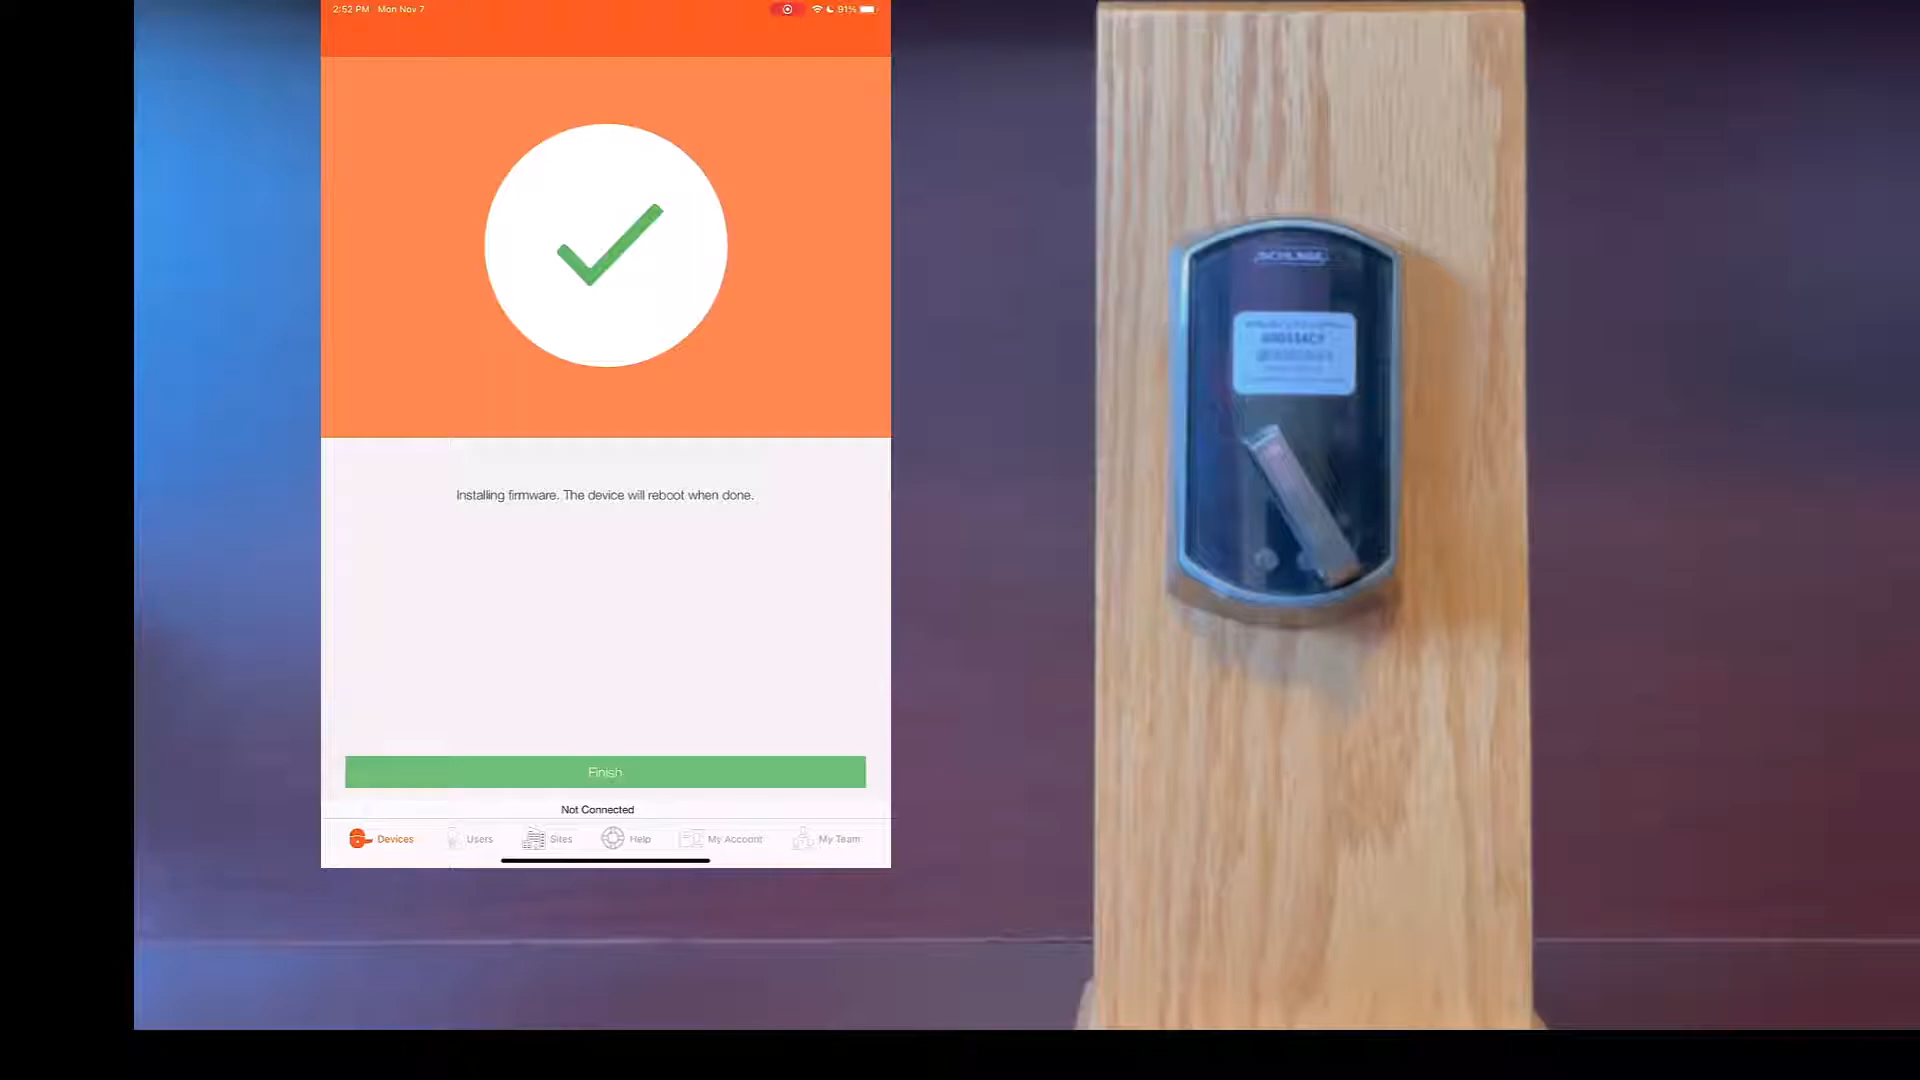 2:52 PM Mon Nov 7
91%
Installing firmware. The device will reboot when done.
Finish
Not Connected
Devices
Users
Sites
Help
My Account
My Team
SCHLAGE